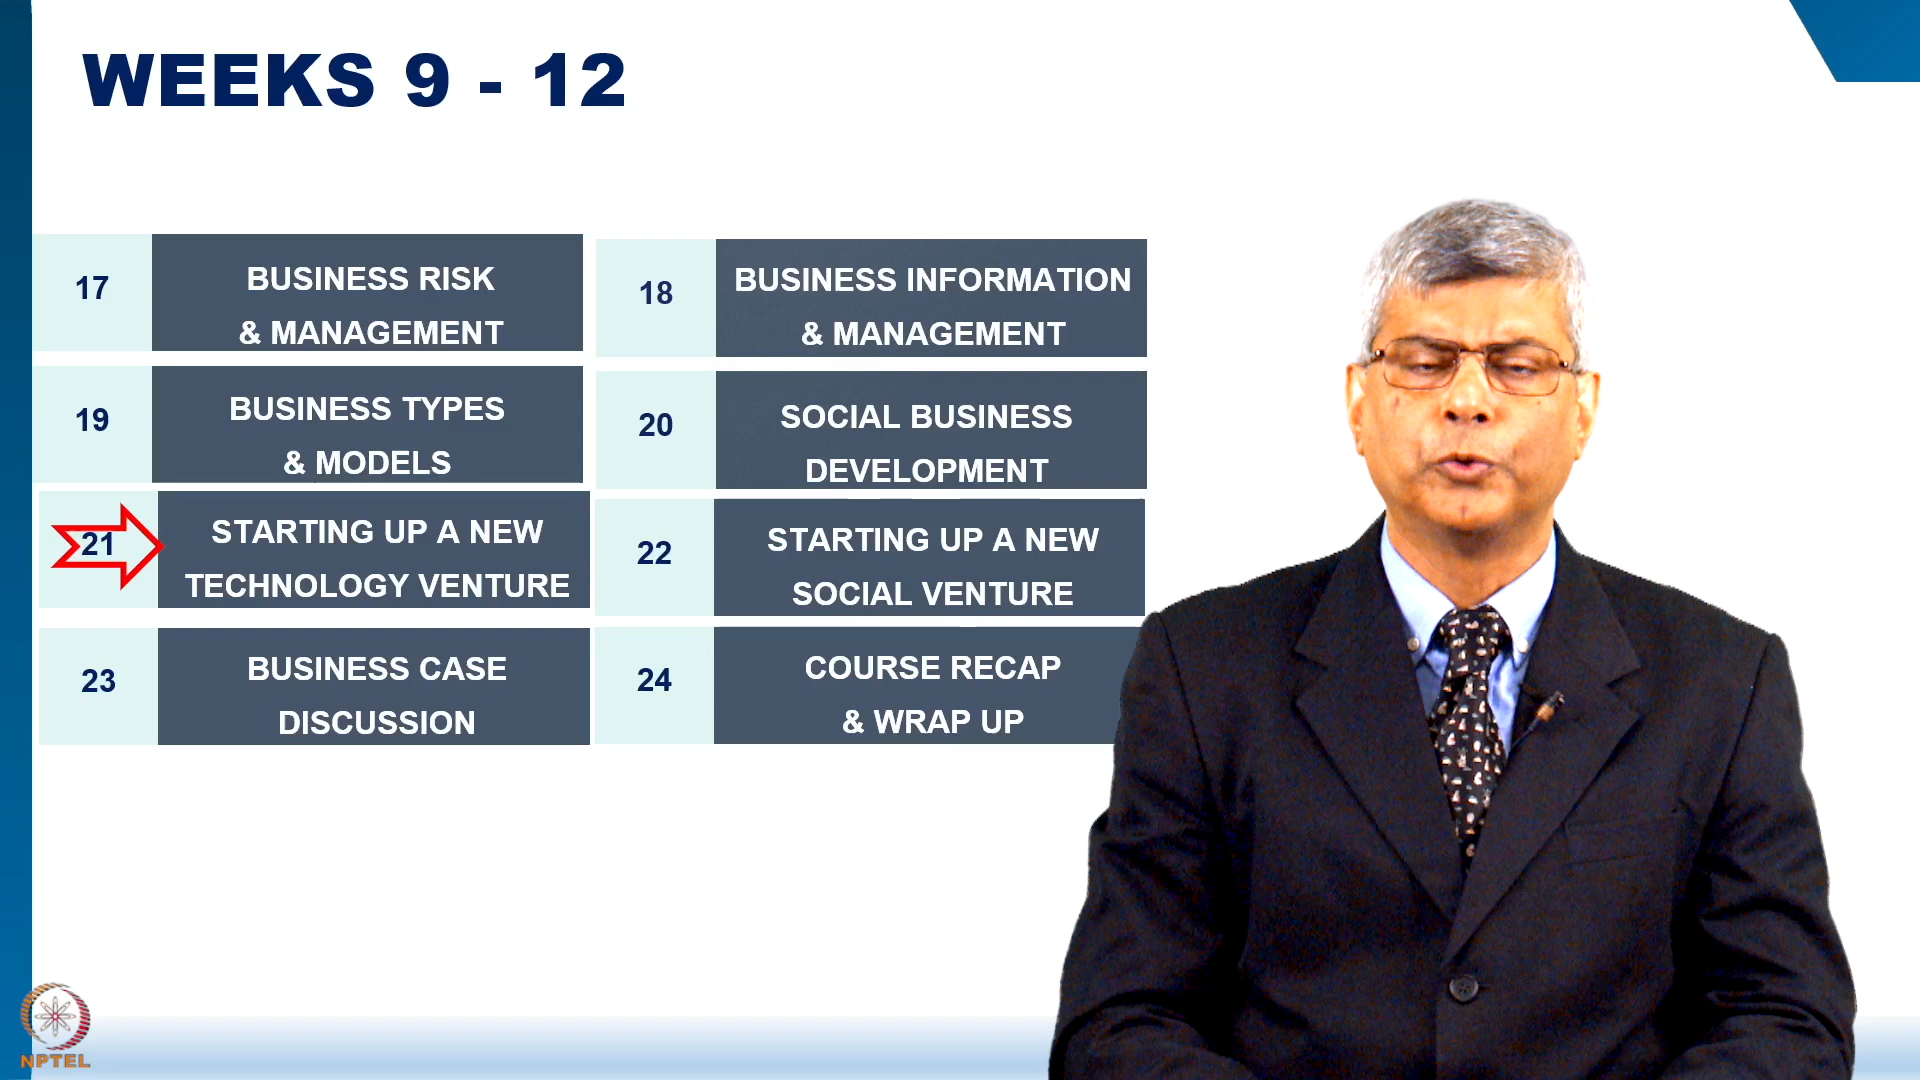 WEEKS 9 - 12
17
BUSINESS RISK
& MANAGEMENT
18
BUSINESS INFORMATION
& MANAGEMENT
19
BUSINESS TYPES
& MODELS
20
SOCIAL BUSINESS
DEVELOPMENT
21
STARTING UP A NEW
TECHNOLOGY VENTURE
22
STARTING UP A NEW
SOCIAL VENTURE
23
BUSINESS CASE
DISCUSSION
24
COURSE RECAP
& WRAP UP
NPTEL